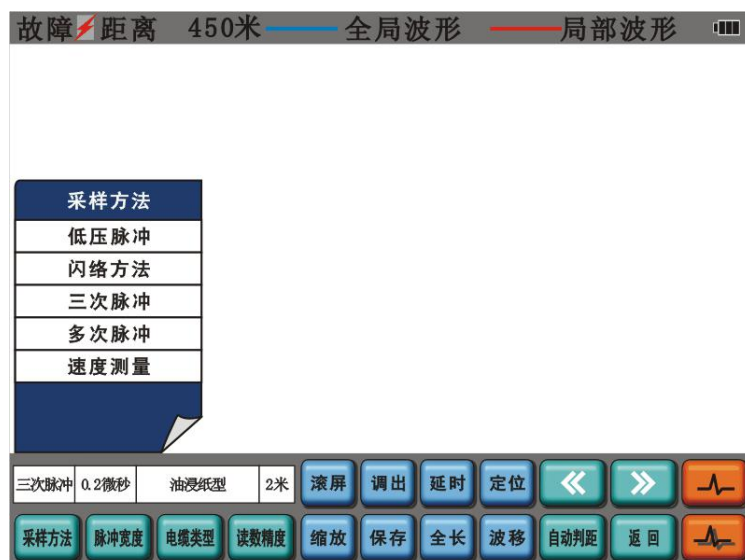 故障距离 450米 全局波形 局部波形
采样方法
低压脉冲
闪络方法
三次脉冲
多次脉冲
速度测量
三次脉冲 0.2微秒 油浸纸型 2米 滚屏 调出 延时 定位
采样方法 脉冲宽度 电缆类型 读数精度 缩放 保存 全长 波移 自动判距 返回